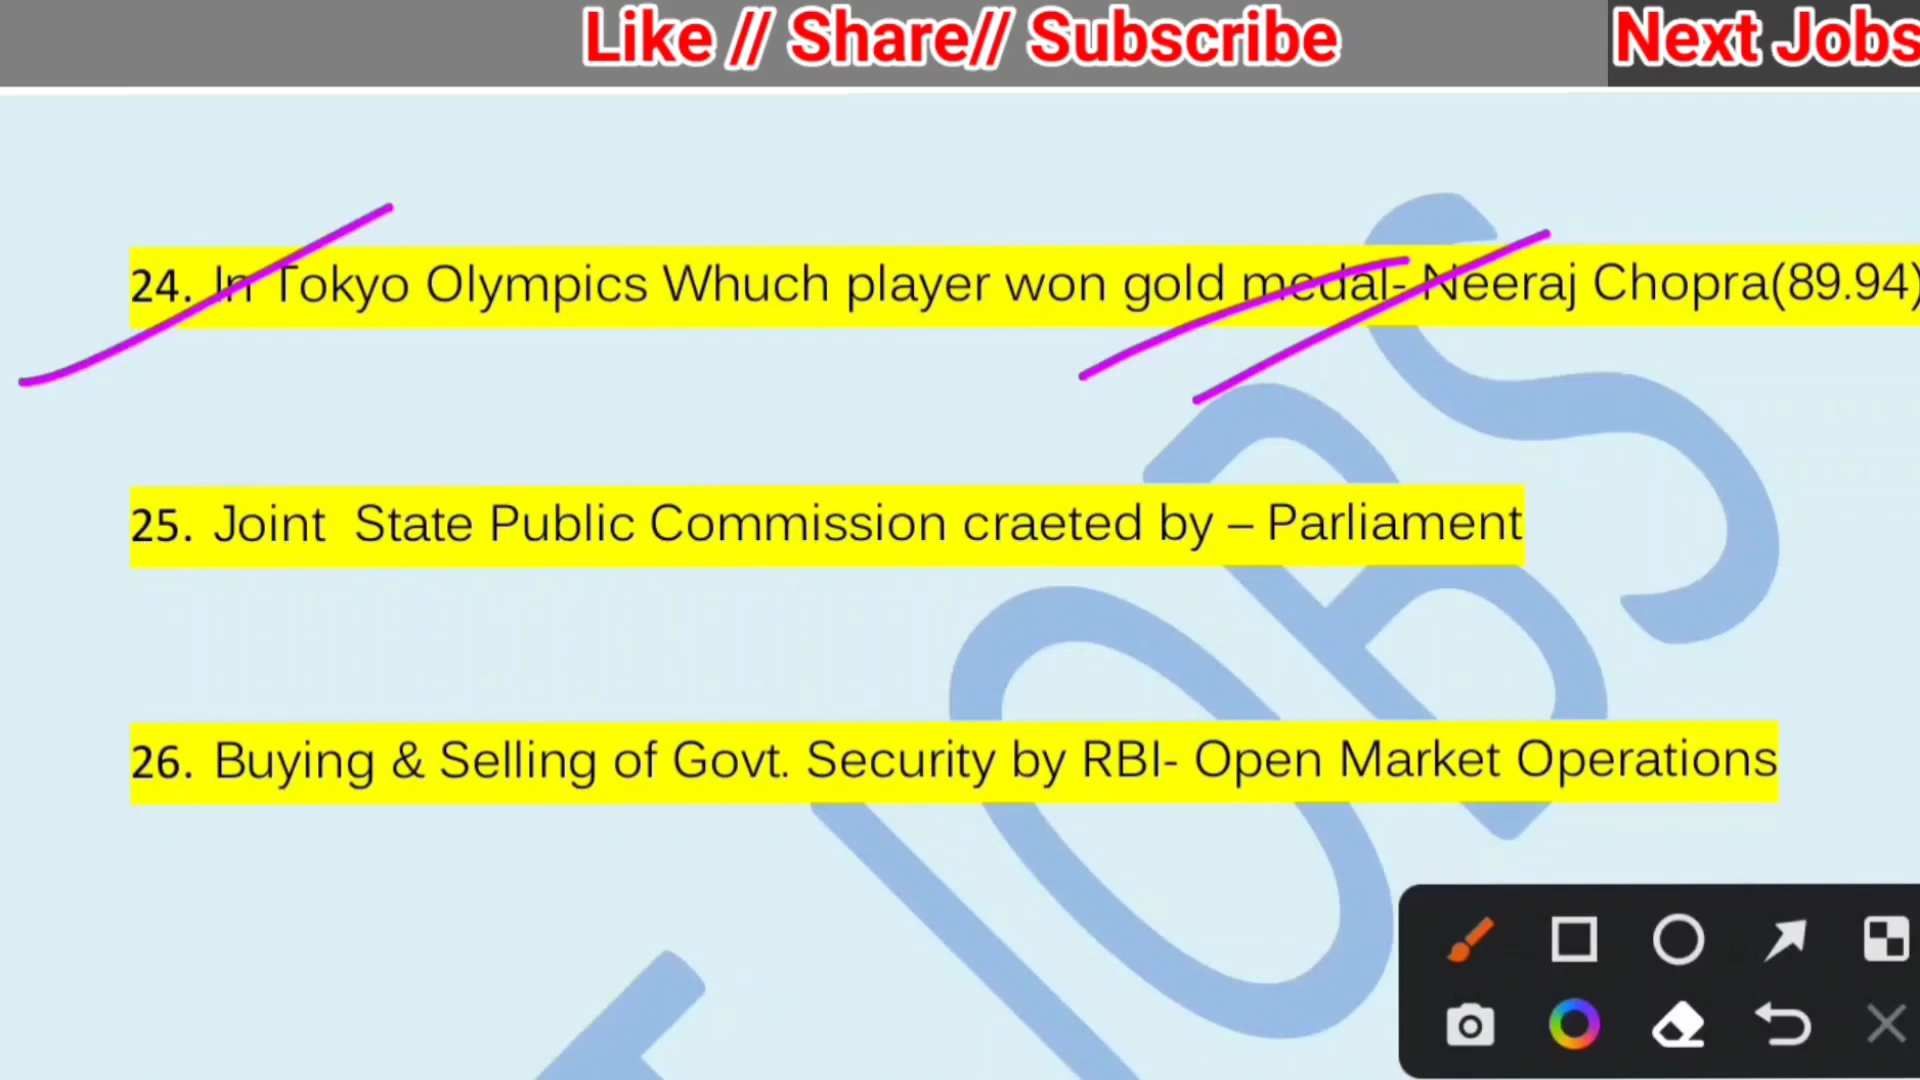 Like // Share// Subscribe
Next Jobs
24. In Tokyo Olympics Whuch player won gold medal- Neeraj Chopra(89.94)
25. Joint State Public Commission craeted by – Parliament
26. Buying & Selling of Govt. Security by RBI- Open Market Operations
JOBS